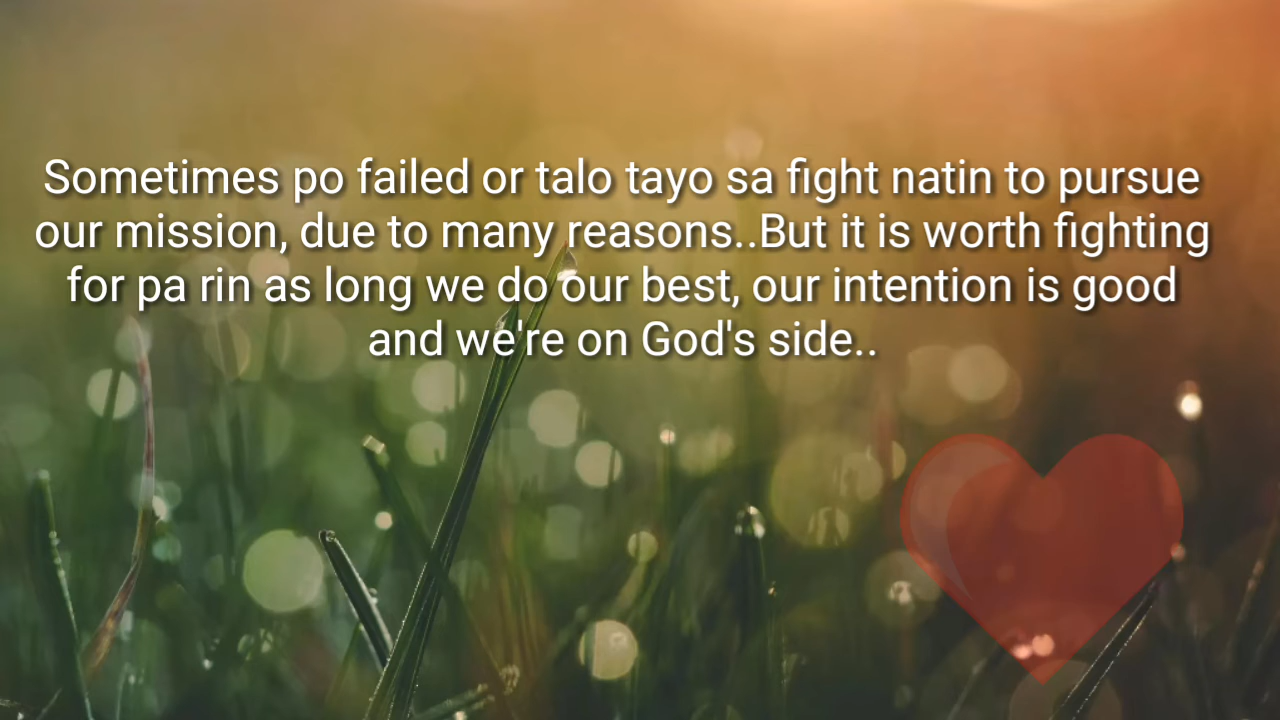 Sometimes po failed or talo tayo sa fight natin to pursue
our mission, due to many reasons..But it is worth fighting
for pa rin as long we do our best, our intention is good
and we're on God's side..